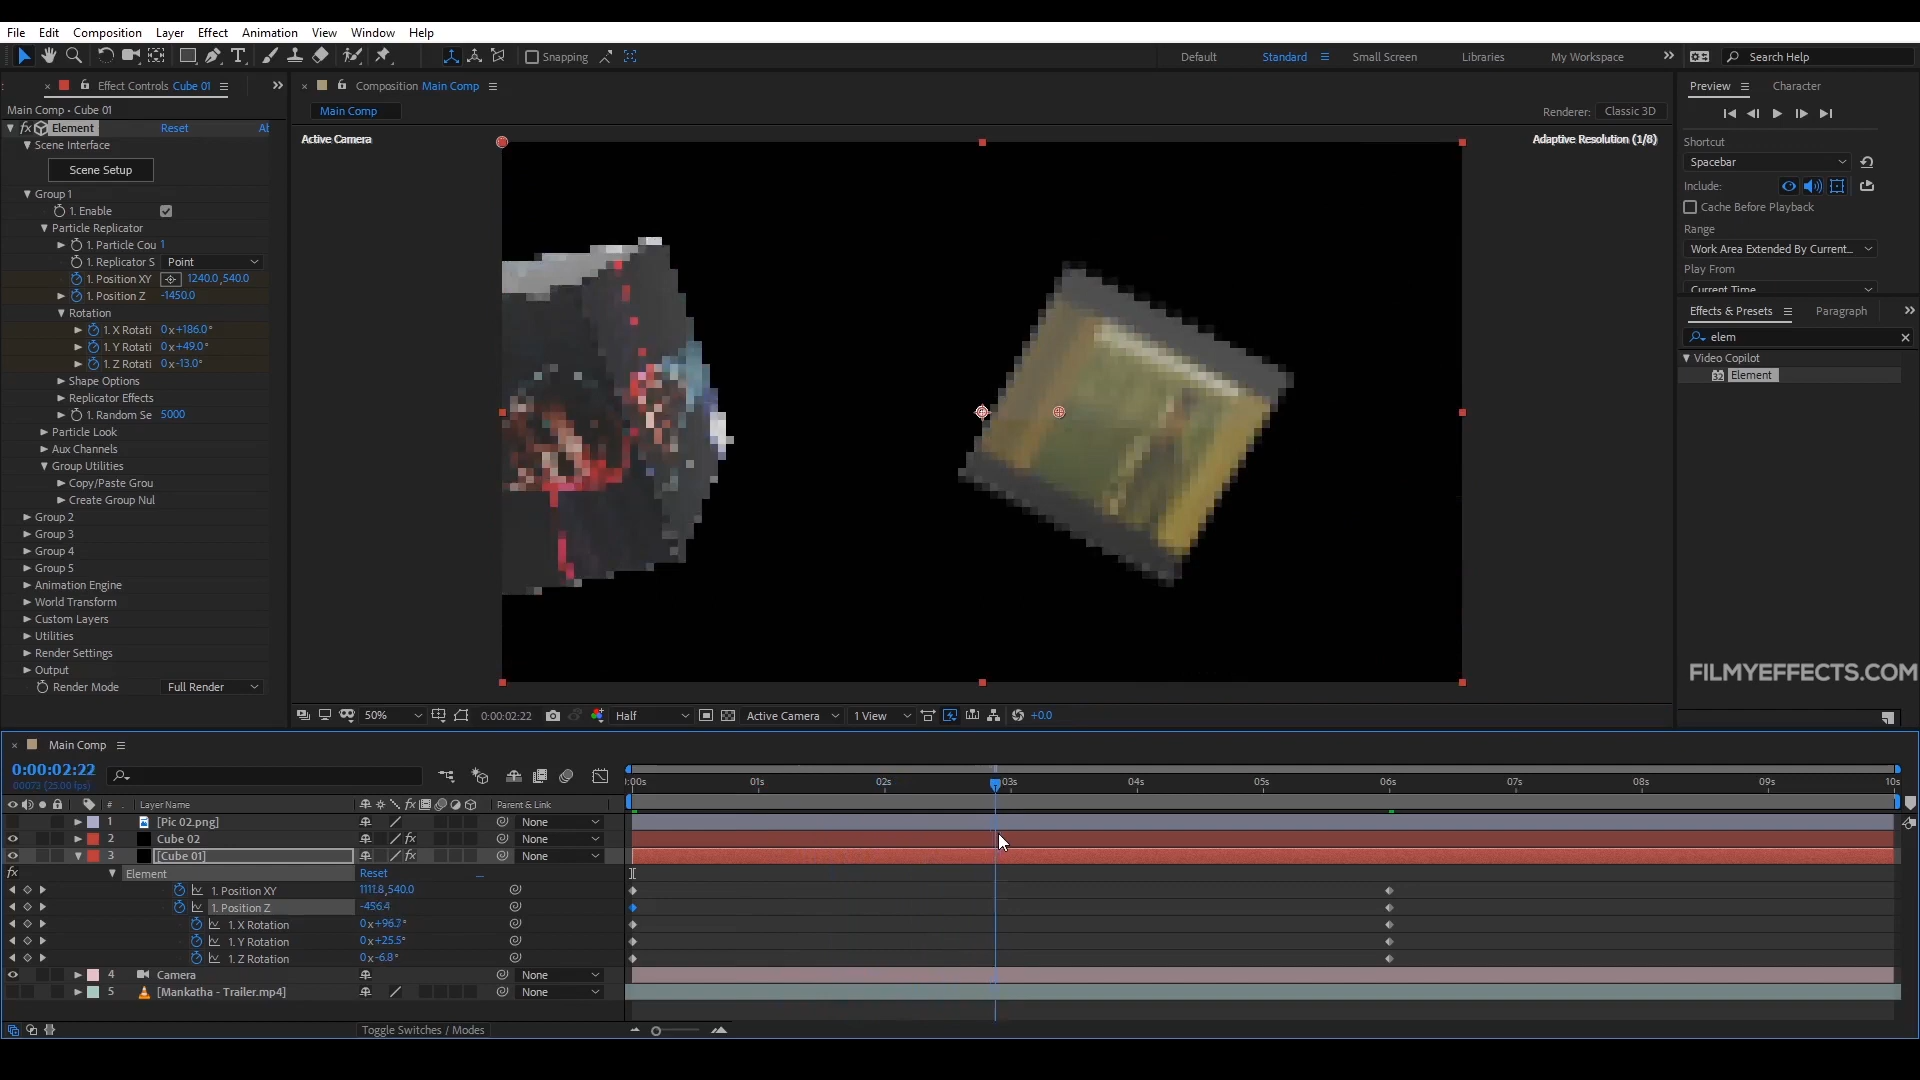 File Edit Composition Layer Effect Animation View Window Help
Snapping Default Standard Small Screen Libraries My Workspace Search Help
Effect Controls Cube 01
Main Comp • Cube 01
Element Reset
Scene Interface
Scene Setup
Group 1
1. Enable
Particle Replicator
1. Particle Cou 1
1. Replicator S Point
1. Position XY 1240.0,540.0
1. Position Z -1450.0
Rotation
1. X Rotati 0x+186.0°
1. Y Rotati 0x+49.0°
1. Z Rotati 0x-13.0°
Shape Options
Replicator Effects
1. Random Se 5000
Particle Look
Aux Channels
Group Utilities
Copy/Paste Grou
Create Group Nul
Group 2
Group 3
Group 4
Group 5
Animation Engine
World Transform
Custom Layers
Utilities
Render Settings
Output
Render Mode Full Render
Composition Main Comp
Main Comp
Renderer: Classic 3D
Active Camera
Adaptive Resolution (1/8)
50% 0:00:02:22 Half Active Camera 1 View +0.0
Preview Character
Shortcut
Spacebar
Include:
Cache Before Playback
Range
Work Area Extended By Current...
Play From
Current Time
Effects & Presets Paragraph
elem
Video Copilot
32 Element
FILMYEFFECTS.COM
Main Comp
0:00:02:22
00073 (25.00 fps)
:00s 01s 02s 03s 04s 05s 06s 07s 08s 09s 10s
# Layer Name Parent & Link
1 [Pic 02.png] None
2 Cube 02 None
3 [Cube 01] None
Element Reset
1. Position XY 1111.8,540.0
1. Position Z -456.4
1. X Rotation 0x+96.7°
1. Y Rotation 0x+25.5°
1. Z Rotation 0x-6.8°
4 Camera None
5 [Mankatha - Trailer.mp4] None
Toggle Switches / Modes